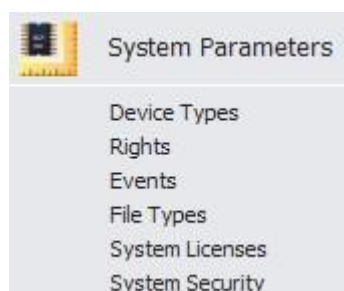 System Parameters
Device Types
Rights
Events
File Types
System Licenses
System Security